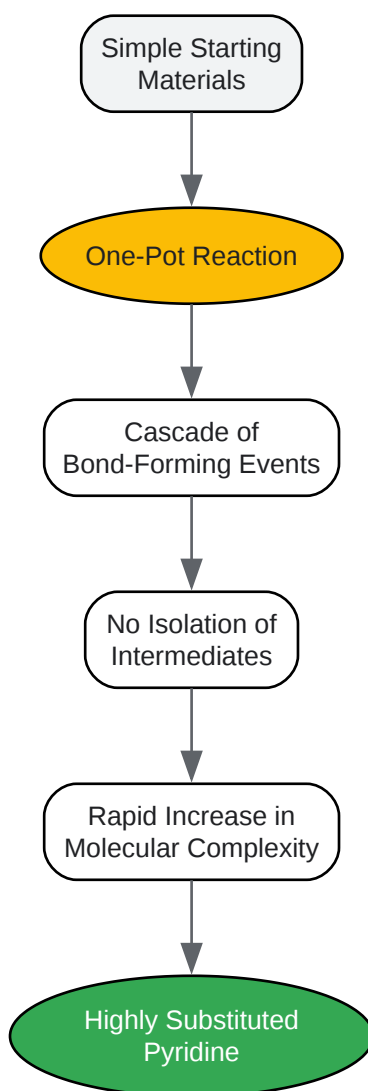 Simple Starting
Materials
One-Pot Reaction
Cascade of
Bond-Forming Events
No Isolation of
Intermediates
Rapid Increase in
Molecular Complexity
Highly Substituted
Pyridine